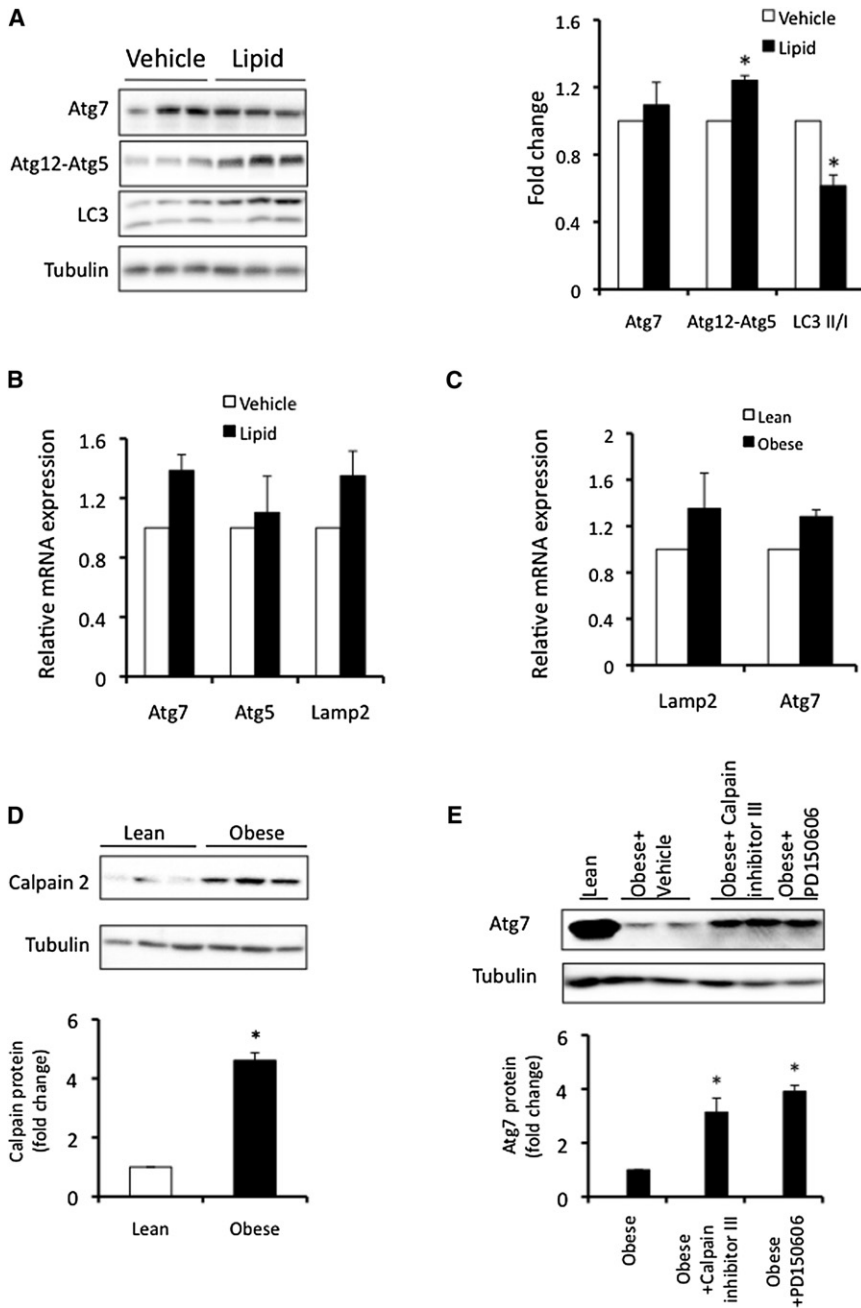 A
Vehicle Lipid
Atg7
Atg12-Atg5
LC3
Tubulin
Vehicle
Lipid
Fold change
1.6
1.2
0.8
0.4
0
*
*
Atg7 Atg12-Atg5 LC3 II/I
B
Vehicle
Lipid
Relative mRNA expression
1.6
1.2
0.8
0.4
0
Atg7 Atg5 Lamp2
C
Lean
Obese
Relative mRNA expression
2
1.6
1.2
0.8
0.4
0
Lamp2 Atg7
D
Lean Obese
Calpain 2
Tubulin
Calpain protein
(fold change)
6
4
2
0
*
Lean Obese
E
Lean
Obese+
Vehicle
Obese+ Calpain
inhibitor III
Obese+
PD150606
Atg7
Tubulin
Atg7 protein
(fold change)
6
4
2
0
*
*
Obese
Obese
+Calpain
inhibitor III
Obese
+PD150606